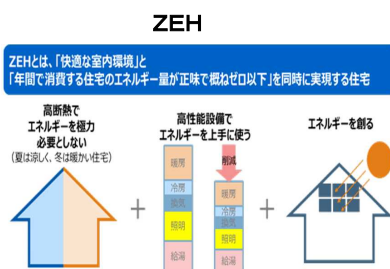 ZEH
ZEHとは、「快適な室内環境」と
「年間で消費する住宅のエネルギー量が正味で概ねゼロ以下」を同時に実現する住宅
高断熱で
エネルギーを極力
必要としない
（夏は涼しく、冬は暖かい住宅）
高性能設備で
エネルギーを上手に使う
エネルギーを創る
暖房
冷房
換気
照明
給湯
削減
暖房
冷房
換気
照明
給湯
+
+